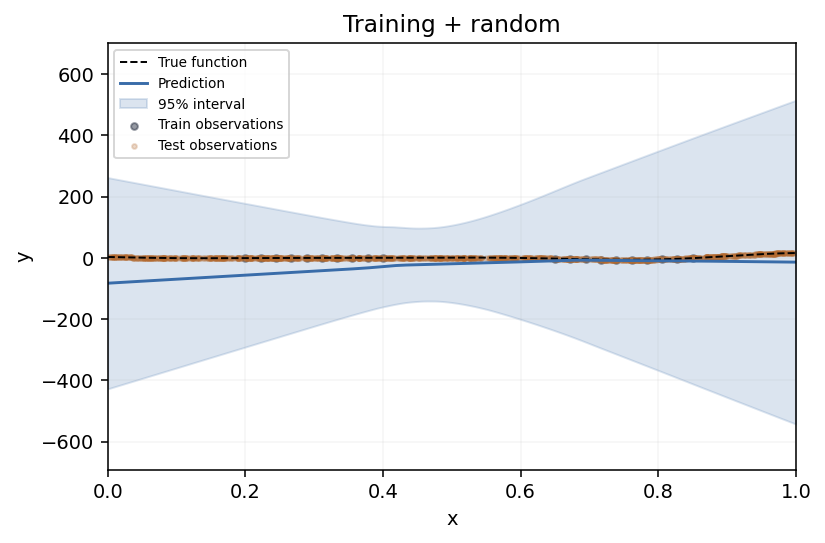 Training + random
600
400
200
0
−200
−400
−600
y
True function
Prediction
95% interval
Train observations
Test observations
0.0 0.2 0.4 0.6 0.8 1.0
x